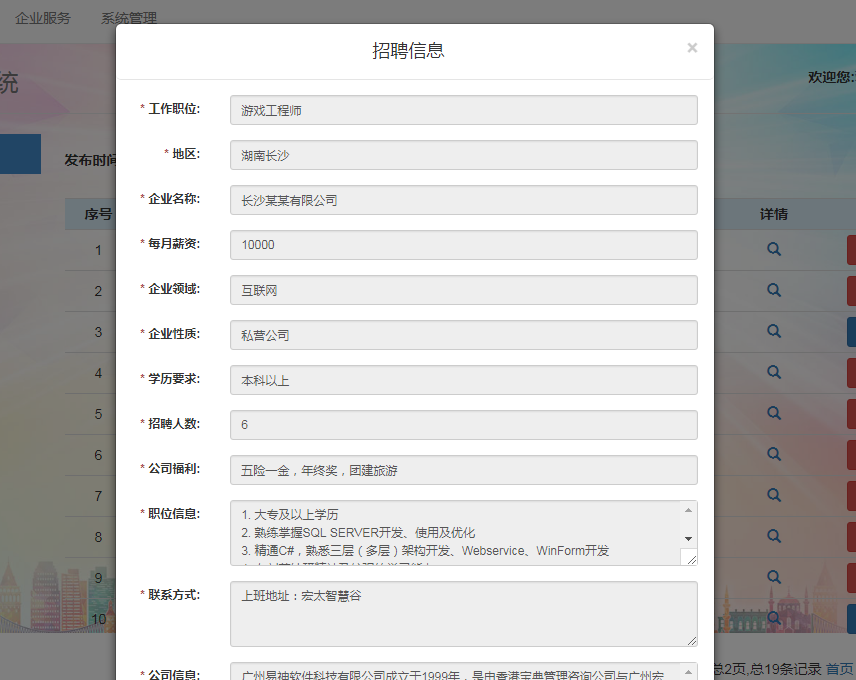 企业服务 系统管理
招聘信息 ×
统
欢迎您:
* 工作职位: 游戏工程师
* 地区: 湖南长沙
发布时间
* 企业名称: 长沙某某有限公司
序号 详情
* 每月薪资: 10000
1
* 企业领域: 互联网
2
* 企业性质: 私营公司
3
* 学历要求: 本科以上
4
* 招聘人数: 6
5
6
* 公司福利: 五险一金，年终奖，团建旅游
7
* 职位信息: 1. 大专及以上学历
2. 熟练掌握SQL SERVER开发、使用及优化
8
3. 精通C#，熟悉三层（多层）架构开发、Webservice、WinForm开发
9
* 联系方式: 上班地址：宏太智慧谷
10
总2页,总19条记录 首页
* 公司信息: 广州易神软件科技有限公司成立于1999年，是由香港宝典管理咨询公司与广州宏